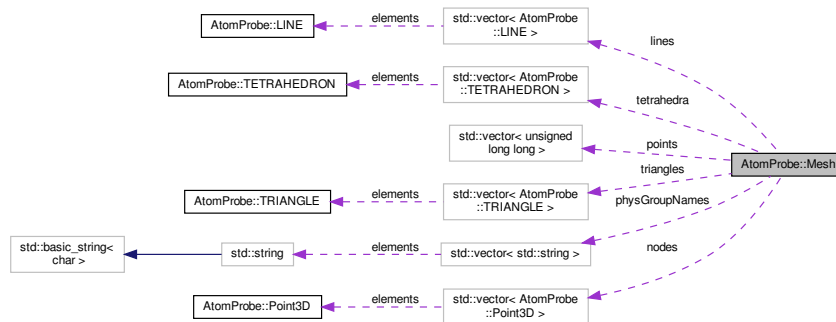 AtomProbe::LINE
elements
std::vector< AtomProbe
::LINE >
lines
AtomProbe::TETRAHEDRON
elements
std::vector< AtomProbe
::TETRAHEDRON >
tetrahedra
std::vector< unsigned
long long >
points
AtomProbe::Mesh
triangles
AtomProbe::TRIANGLE
elements
std::vector< AtomProbe
::TRIANGLE >
physGroupNames
std::basic_string<
char >
std::string
elements
std::vector< std::string >
nodes
AtomProbe::Point3D
elements
std::vector< AtomProbe
::Point3D >